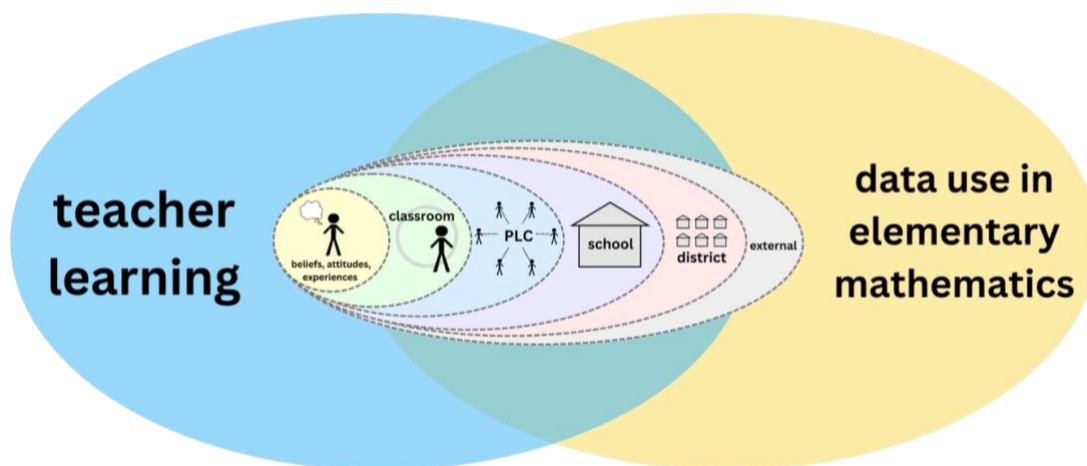 teacher
learning
beliefs, attitudes,
experiences
classroom
PLC
school
district
external
data use in
elementary
mathematics